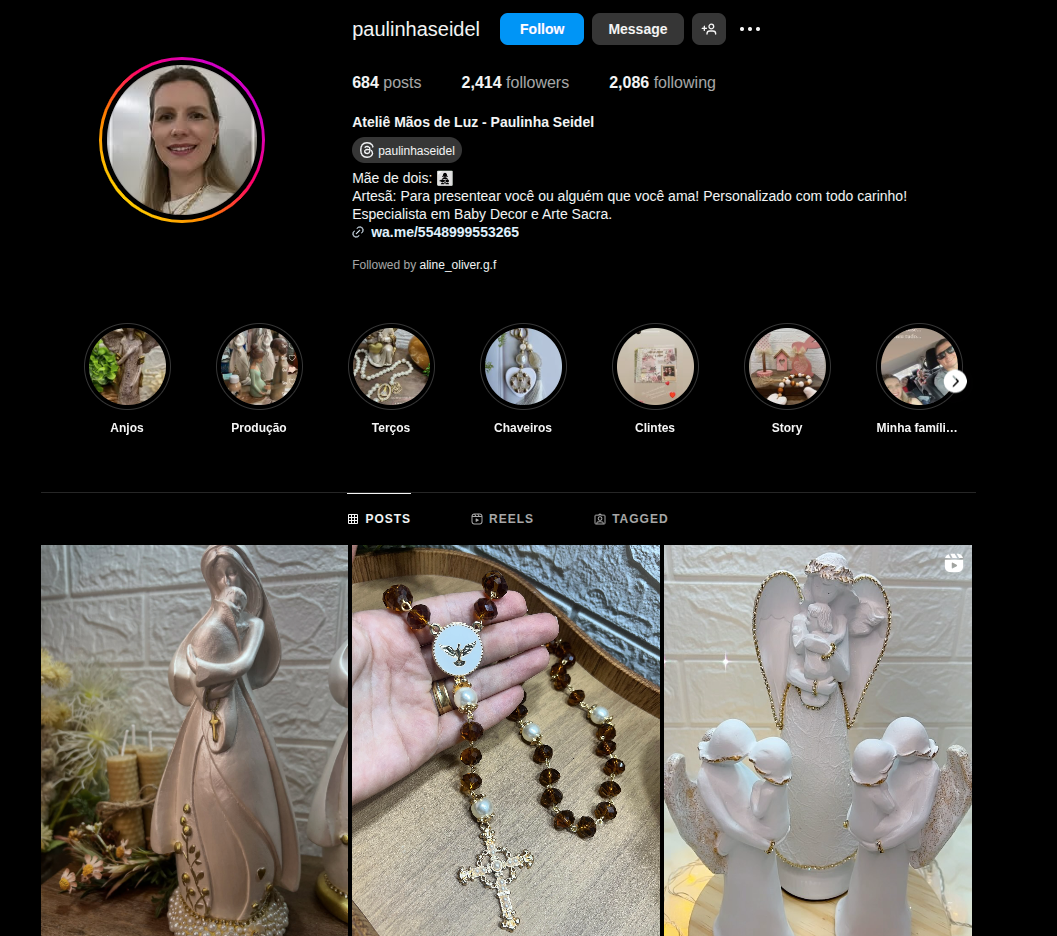 paulinhaseidel
Follow
Message
684 posts
2,414 followers
2,086 following
Ateliê Mãos de Luz - Paulinha Seidel
paulinhaseidel
Mãe de dois:
Artesã: Para presentear você ou alguém que você ama! Personalizado com todo carinho!
Especialista em Baby Decor e Arte Sacra.
wa.me/5548999553265
Followed by aline_oliver.g.f
Anjos
Produção
Terços
Chaveiros
Clintes
Story
Minha famíli...
POSTS
REELS
TAGGED